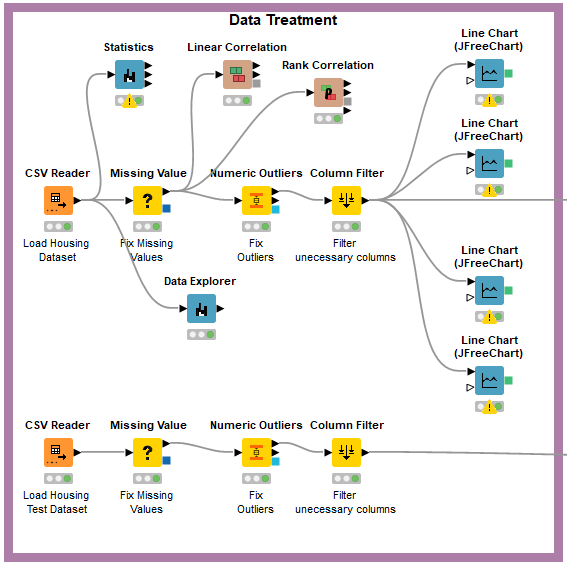 Data Treatment
Statistics
Linear Correlation
Rank Correlation
Line Chart
(JFreeChart)
Line Chart
(JFreeChart)
CSV Reader
Load Housing
Dataset
Missing Value
?
Fix Missing
Values
Numeric Outliers
Fix
Outliers
Column Filter
Filter
unnecessary columns
Line Chart
(JFreeChart)
Data Explorer
Line Chart
(JFreeChart)
CSV Reader
Load Housing
Test Dataset
Missing Value
?
Fix Missing
Values
Numeric Outliers
Fix
Outliers
Column Filter
Filter
unnecessary columns